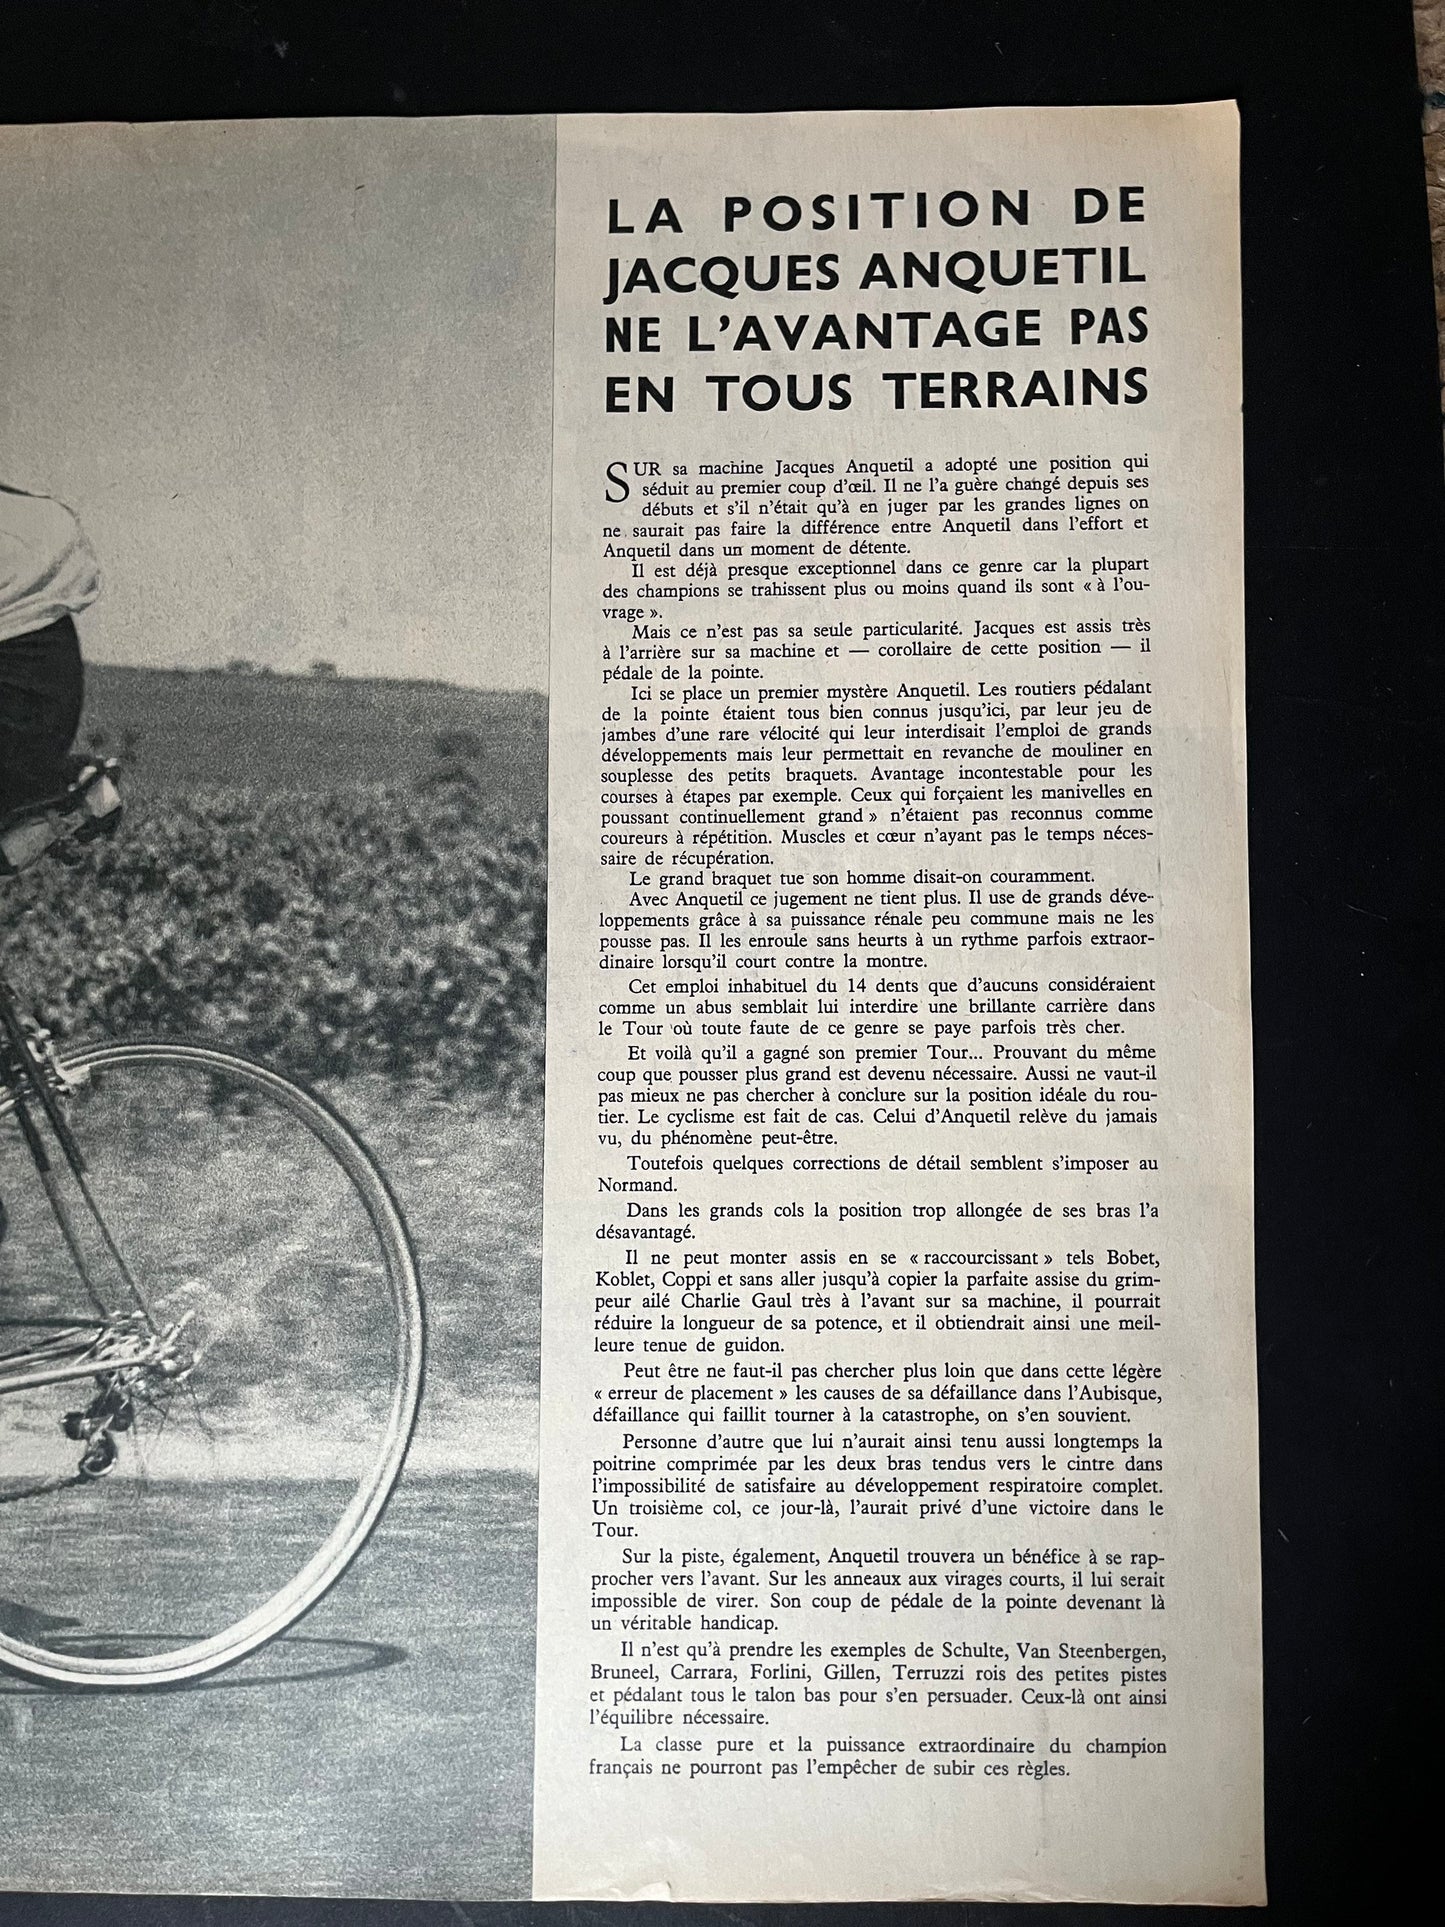 LA POSITION DE
JACQUES ANQUETIL
NE L'AVANTAGE PAS
EN TOUS TERRAINS
SUR sa machine Jacques Anquetil a adopté une position qui
séduit au premier coup d'œil. Il ne l'a guère changé depuis ses
débuts et s'il n'était qu'à en juger par les grandes lignes on
ne saurait pas faire la différence entre Anquetil dans l'effort et
Anquetil dans un moment de détente.
Il est déjà presque exceptionnel dans ce genre car la plupart
des champions se trahissent plus ou moins quand ils sont « à l'ou-
vrage ».
Mais ce n'est pas sa seule particularité. Jacques est assis très
à l'arrière sur sa machine et — corollaire de cette position — il
pédale de la pointe.
Ici se place un premier mystère Anquetil. Les routiers pédalant
de la pointe étaient tous bien connus jusqu'ici, par leur jeu de
jambes d'une rare vélocité qui leur interdisait l'emploi de grands
développements mais leur permettait en revanche de mouliner en
souplesse des petits braquets. Avantage incontestable pour les
courses à étapes par exemple. Ceux qui forçaient les manivelles en
poussant continuellement grand » n'étaient pas reconnus comme
coureurs à répétition. Muscles et cœur n'ayant pas le temps néces-
saire de récupération.
Le grand braquet tue son homme disait-on couramment.
Avec Anquetil ce jugement ne tient plus. Il use de grands déve-
loppements grâce à sa puissance rénale peu commune mais ne les
pousse pas. Il les enroule sans heurts à un rythme parfois extraor-
dinaire lorsqu'il court contre la montre.
Cet emploi inhabituel du 14 dents que d'aucuns considéraient
comme un abus semblait lui interdire une brillante carrière dans
le Tour où toute faute de ce genre se paye parfois très cher.
Et voilà qu'il a gagné son premier Tour... Prouvant du même
coup que pousser plus grand est devenu nécessaire. Aussi ne vaut-il
pas mieux ne pas chercher à conclure sur la position idéale du rou-
tier. Le cyclisme est fait de cas. Celui d'Anquetil relève du jamais
vu, du phénomène peut-être.
Toutefois quelques corrections de détail semblent s'imposer au
Normand.
Dans les grands cols la position trop allongée de ses bras l'a
désavantagé.
Il ne peut monter assis en se « raccourcissant » tels Bobet,
Koblet, Coppi et sans aller jusqu'à copier la parfaite assise du grim-
peur ailé Charlie Gaul très à l'avant sur sa machine, il pourrait
réduire la longueur de sa potence, et il obtiendrait ainsi une meil-
leure tenue de guidon.
Peut être ne faut-il pas chercher plus loin que dans cette légère
« erreur de placement » les causes de sa défaillance dans l'Aubisque,
défaillance qui faillit tourner à la catastrophe, on s'en souvient.
Personne d'autre que lui n'aurait ainsi tenu aussi longtemps la
poitrine comprimée par les deux bras tendus vers le cintre dans
l'impossibilité de satisfaire au développement respiratoire complet.
Un troisième col, ce jour-là, l'aurait privé d'une victoire dans le
Tour.
Sur la piste, également, Anquetil trouvera un bénéfice à se rap-
procher vers l'avant. Sur les anneaux aux virages courts, il lui serait
impossible de virer. Son coup de pédale de la pointe devenant là
un véritable handicap.
Il n'est qu'à prendre les exemples de Schulte, Van Steenbergen,
Bruneel, Carrara, Forlini, Gillen, Terruzzi rois des petites pistes
et pédalant tous le talon bas pour s'en persuader. Ceux-là ont ainsi
l'équilibre nécessaire.
La classe pure et la puissance extraordinaire du champion
français ne pourront pas l'empêcher de subir ces règles.